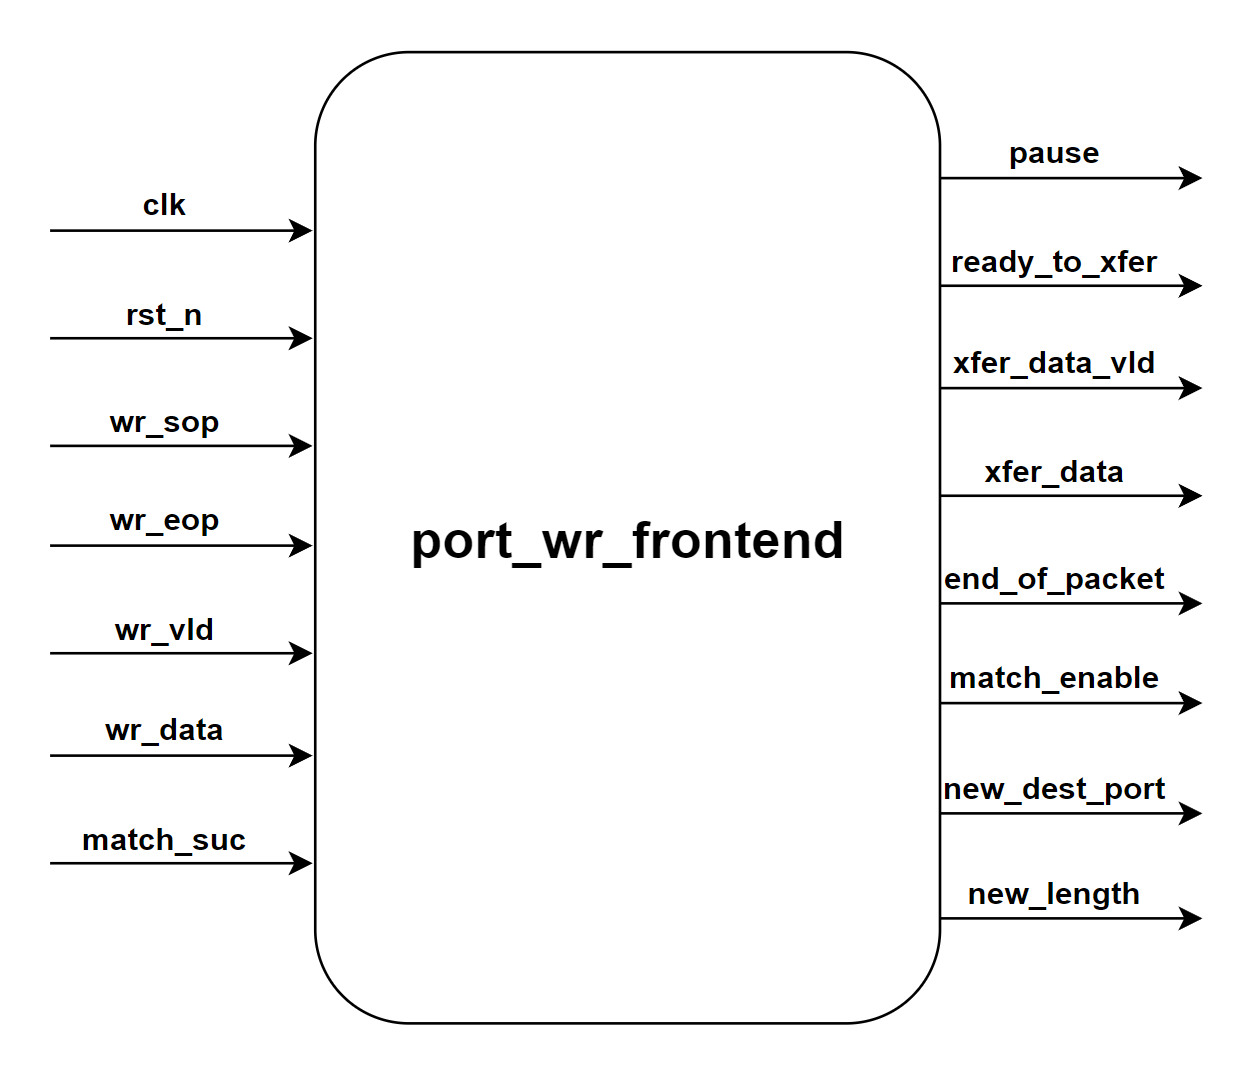 clk
rst_n
wr_sop
wr_eop
wr_vld
wr_data
match_suc
port_wr_frontend
pause
ready_to_xfer
xfer_data_vld
xfer_data
end_of_packet
match_enable
new_dest_port
new_length